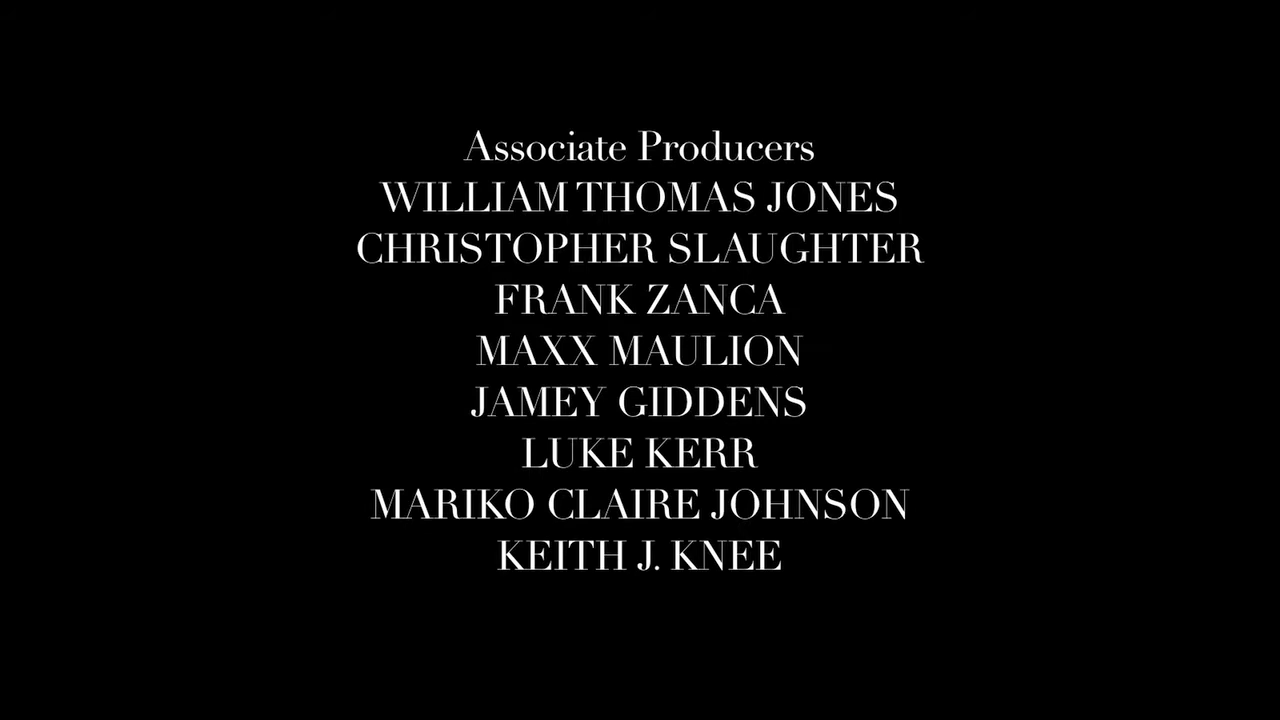 Associate Producers
WILLIAM THOMAS JONES
CHRISTOPHER SLAUGHTER
FRANK ZANCA
MAXX MAULION
JAMEY GIDDENS
LUKE KERR
MARIKO CLAIRE JOHNSON
KEITH J. KNEE